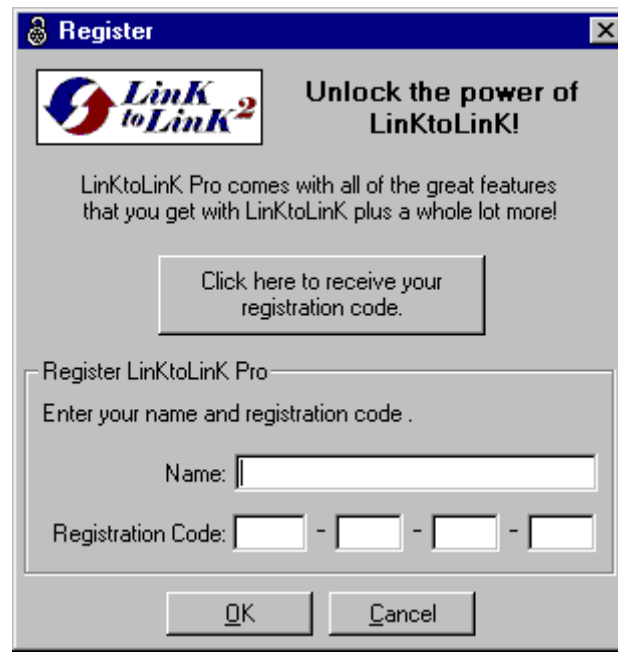 Register
LinK
toLinK2
Unlock the power of
LinKtoLinK!
LinKtoLinK Pro comes with all of the great features
that you get with LinKtoLinK plus a whole lot more!
Click here to receive your
registration code.
Register LinKtoLinK Pro
Enter your name and registration code .
Name:
Registration Code: - - -
OK Cancel